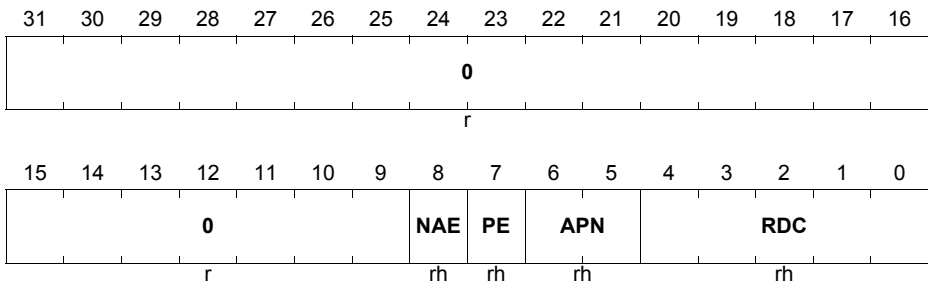 31 30 29 28 27 26 25 24 23 22 21 20 19 18 17 16
0
r
15 14 13 12 11 10 9 8 7 6 5 4 3 2 1 0
0 NAE PE APN RDC
r rh rh rh rh